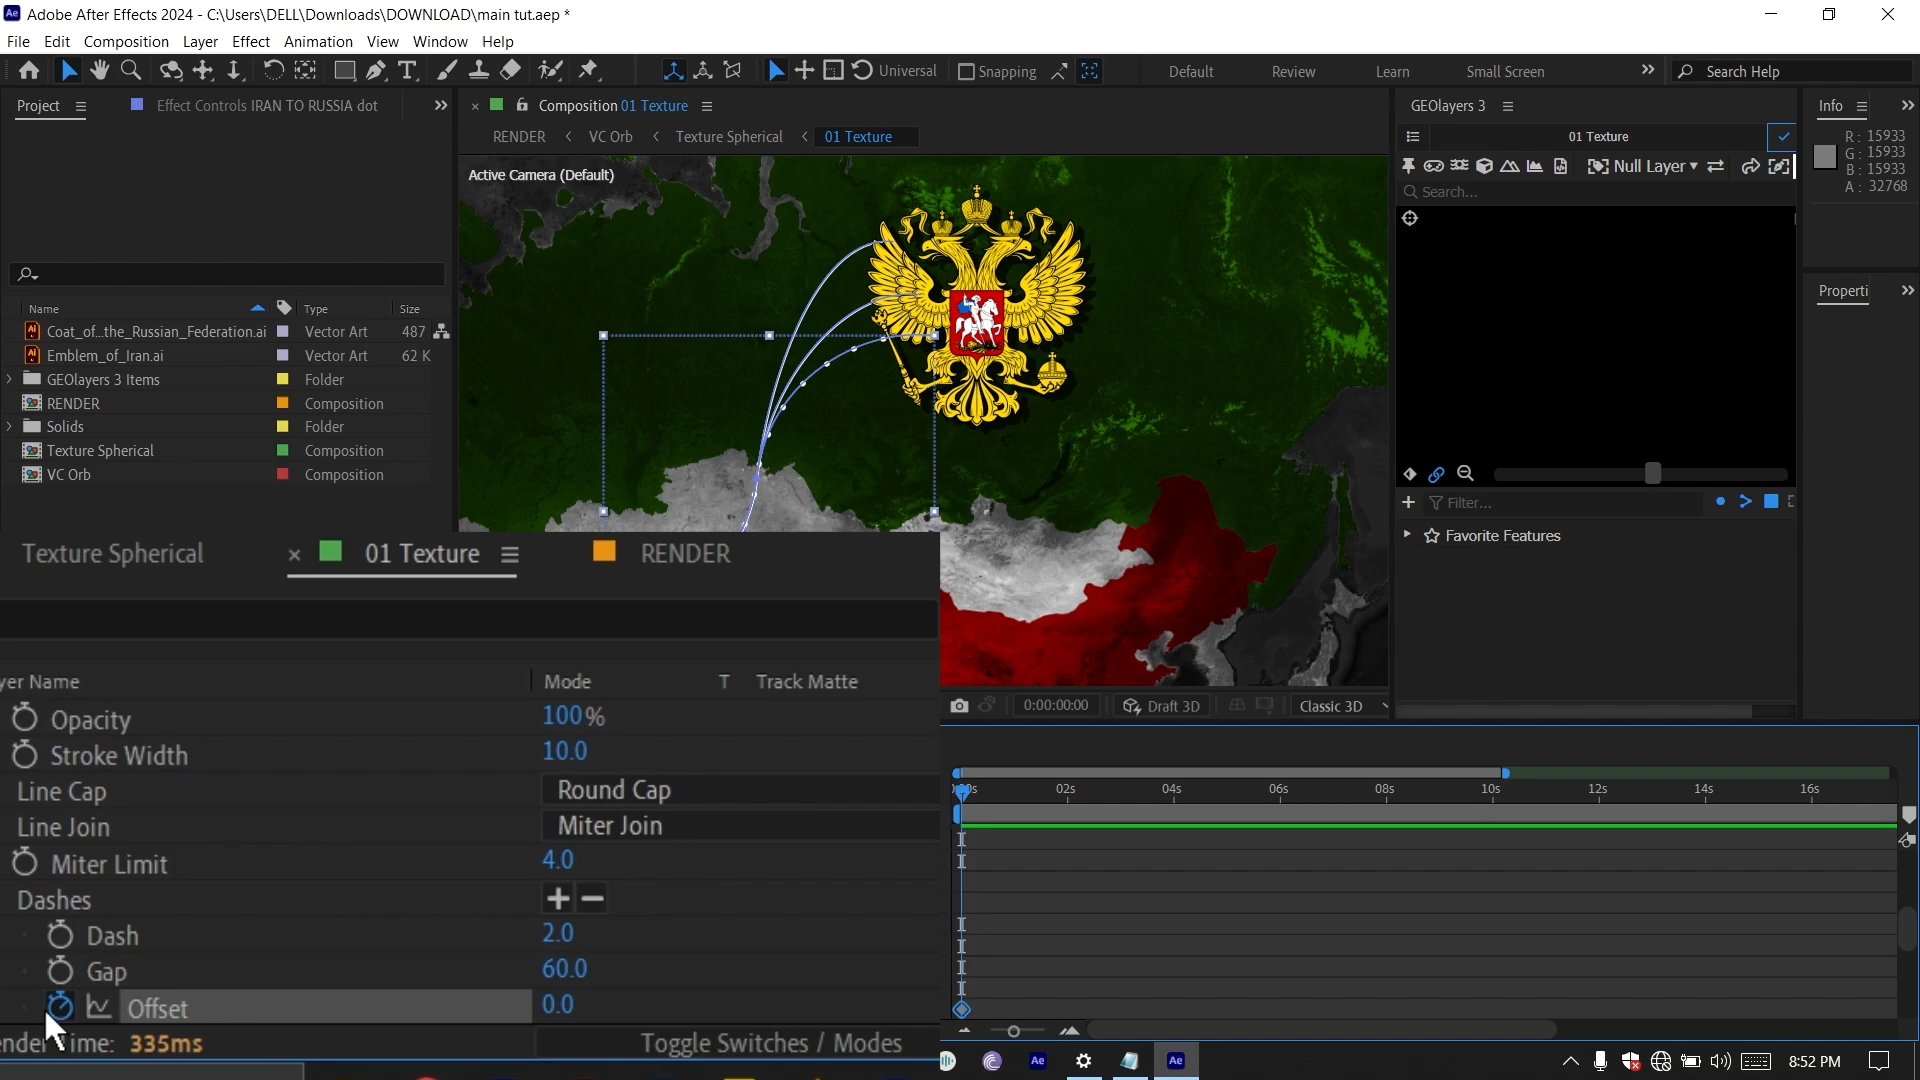 Adobe After Effects 2024 - C:\Users\DELL\Downloads\DOWNLOAD\main tut.aep *
File Edit Composition Layer Effect Animation View Window Help
Universal Snapping Default Review Learn Small Screen Search Help
Project Effect Controls IRAN TO RUSSIA dot Composition 01 Texture GEOlayers 3 Info
RENDER VC Orb Texture Spherical 01 Texture 01 Texture
R: 15933
G: 15933
B: 15933
A: 32768
Active Camera (Default)
Null Layer
Search...
Properti
Name Type Size
Coat_of...the_Russian_Federation.ai Vector Art 487
Emblem_of_Iran.ai Vector Art 62 K
GEOlayers 3 Items Folder
RENDER Composition
Solids Folder
Texture Spherical Composition
VC Orb Composition
Filter...
Favorite Features
Texture Spherical 01 Texture RENDER
yer Name Mode T Track Matte
Opacity 100%
Stroke Width 10.0
Line Cap Round Cap
Line Join Miter Join
Miter Limit 4.0
Dashes
Dash 2.0
Gap 60.0
Offset 0.0
ender Time: 335ms Toggle Switches / Modes
0:00:00:00 Draft 3D Classic 3D
02s 04s 06s 08s 10s 12s 14s 16s
8:52 PM